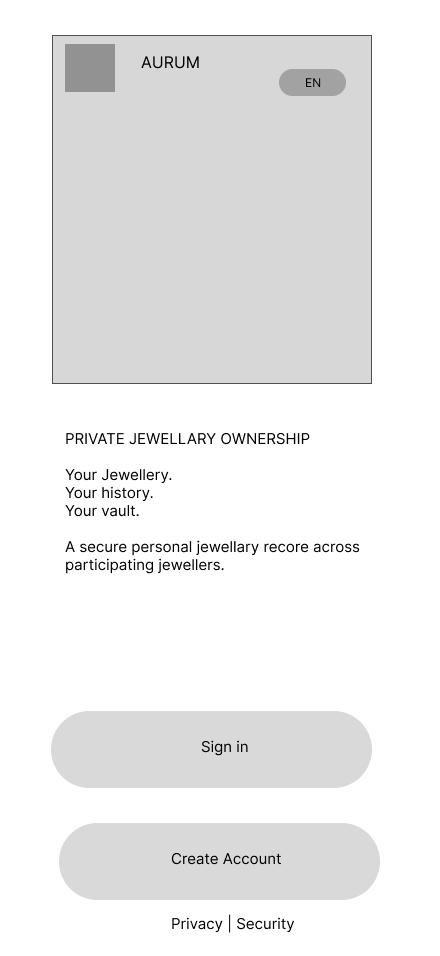 AURUM
EN
PRIVATE JEWELLARY OWNERSHIP
Your Jewellery.
Your history.
Your vault.
A secure personal jewellary recore across
participating jewellers.
Sign in
Create Account
Privacy | Security